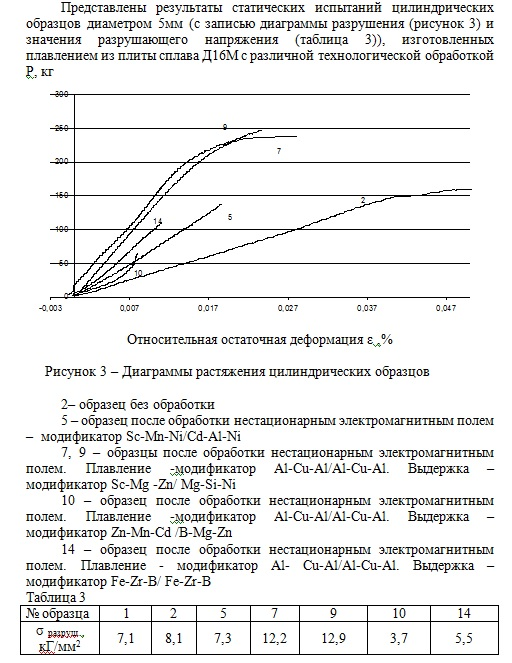 Представлены результаты статических испытаний цилиндрических
образцов диаметром 5мм (с записью диаграммы разрушения (рисунок 3) и
значения разрушающего напряжения (таблица 3)), изготовленных
плавлением из плиты сплава Д16М с различной технологической обработкой
Р, кг
300
250
200
150
100
50
0
9
7
2
14
5
10
-0,003 0,007 0,017 0,027 0,037 0,047
Относительная остаточная деформация ε, %
Рисунок 3 – Диаграммы растяжения цилиндрических образцов
2– образец без обработки
5 – образец после обработки нестационарным электромагнитным полем
– модификатор Sc-Mn-Ni/Cd-Al-Ni
7, 9 – образцы после обработки нестационарным электромагнитным
полем. Плавление -модификатор Al-Cu-Al/Al-Cu-Al. Выдержка –
модификатор Sc-Mg -Zn/ Mg-Si-Ni
10 – образец после обработки нестационарным электромагнитным
полем. Плавление -модификатор Al-Cu-Al/Al-Cu-Al. Выдержка –
модификатор Zn-Mn-Cd /B-Mg-Zn
14 – образец после обработки нестационарным электромагнитным
полем. Плавление - модификатор Al- Cu-Al/Al-Cu-Al. Выдержка –
модификатор Fe-Zr-B/ Fe-Zr-B
Таблица 3
№ образца 1 2 5 7 9 10 14
σ разруш.,
кГ/мм2 7,1 8,1 7,3 12,2 12,9 3,7 5,5